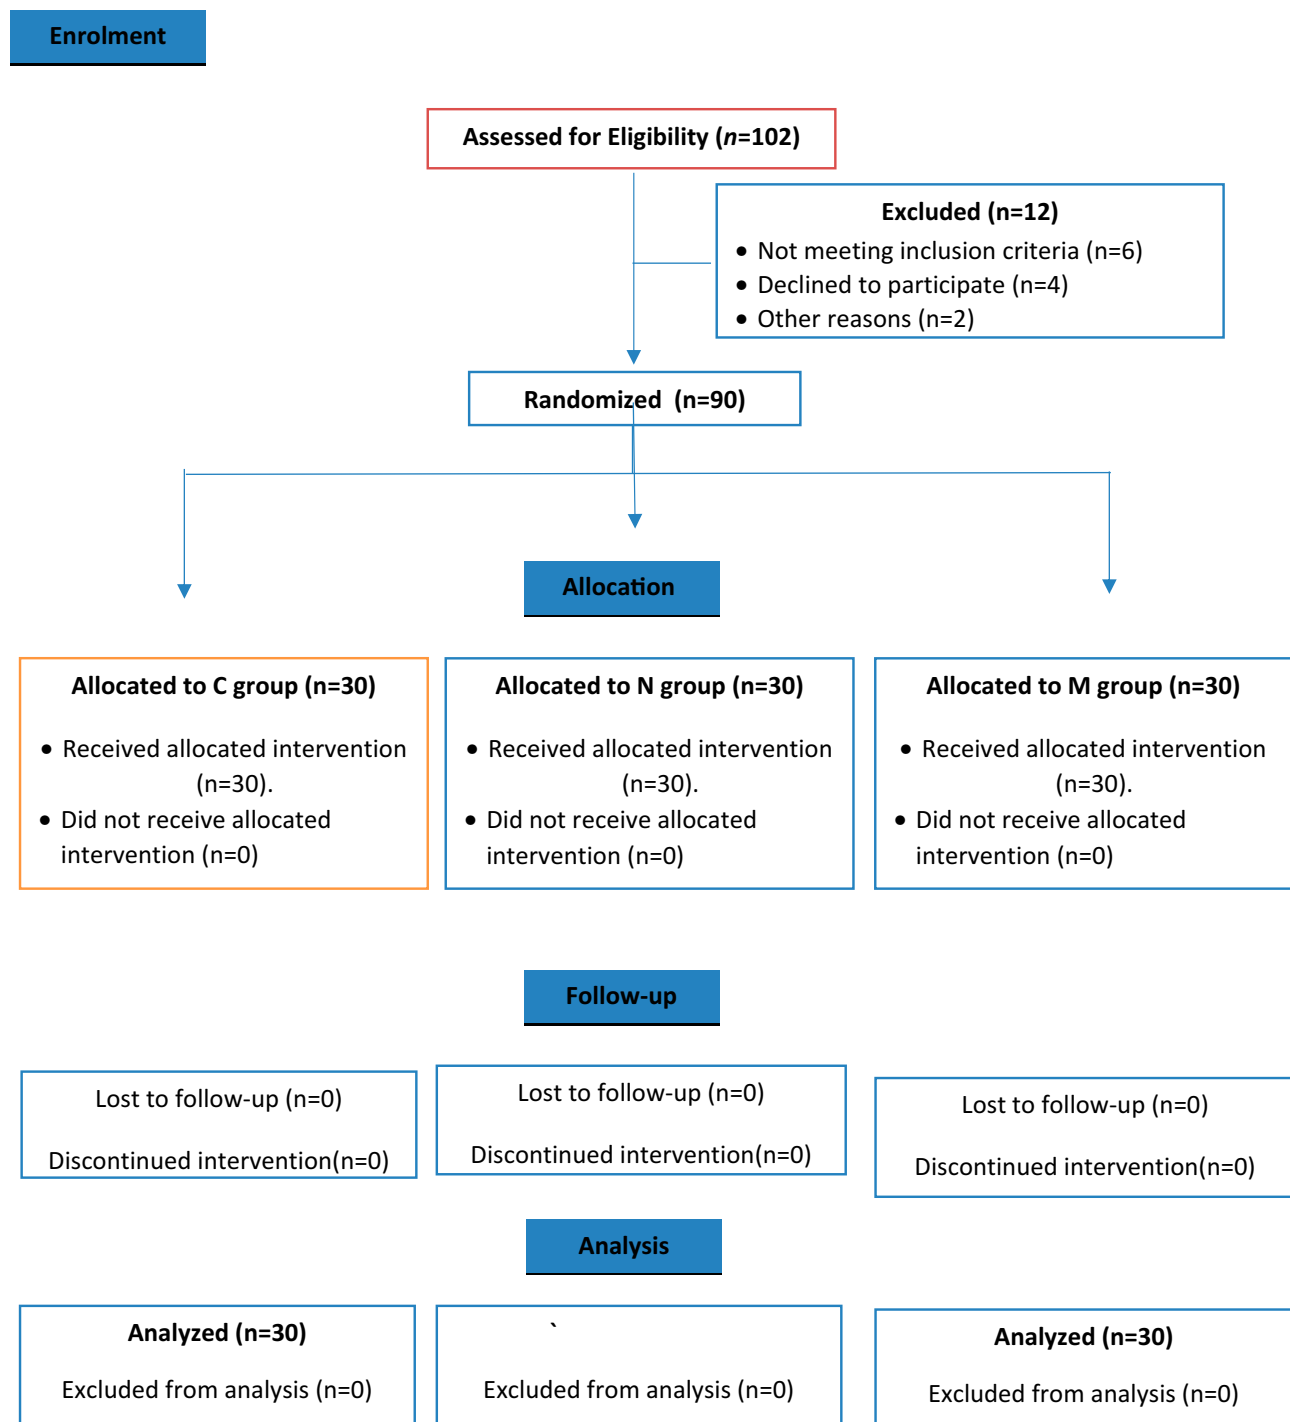 Enrolment
Assessed for Eligibility (n=102)
Excluded (n=12)
• Not meeting inclusion criteria (n=6)
• Declined to participate (n=4)
• Other reasons (n=2)
Randomized (n=90)
Allocation
Allocated to C group (n=30)
• Received allocated intervention
(n=30).
• Did not receive allocated
intervention (n=0)
Allocated to N group (n=30)
• Received allocated intervention
(n=30).
• Did not receive allocated
intervention (n=0)
Allocated to M group (n=30)
• Received allocated intervention
(n=30).
• Did not receive allocated
intervention (n=0)
Follow-up
Lost to follow-up (n=0)
Discontinued intervention(n=0)
Lost to follow-up (n=0)
Discontinued intervention(n=0)
Lost to follow-up (n=0)
Discontinued intervention(n=0)
Analysis
Analyzed (n=30)
Excluded from analysis (n=0)
`
Excluded from analysis (n=0)
Analyzed (n=30)
Excluded from analysis (n=0)